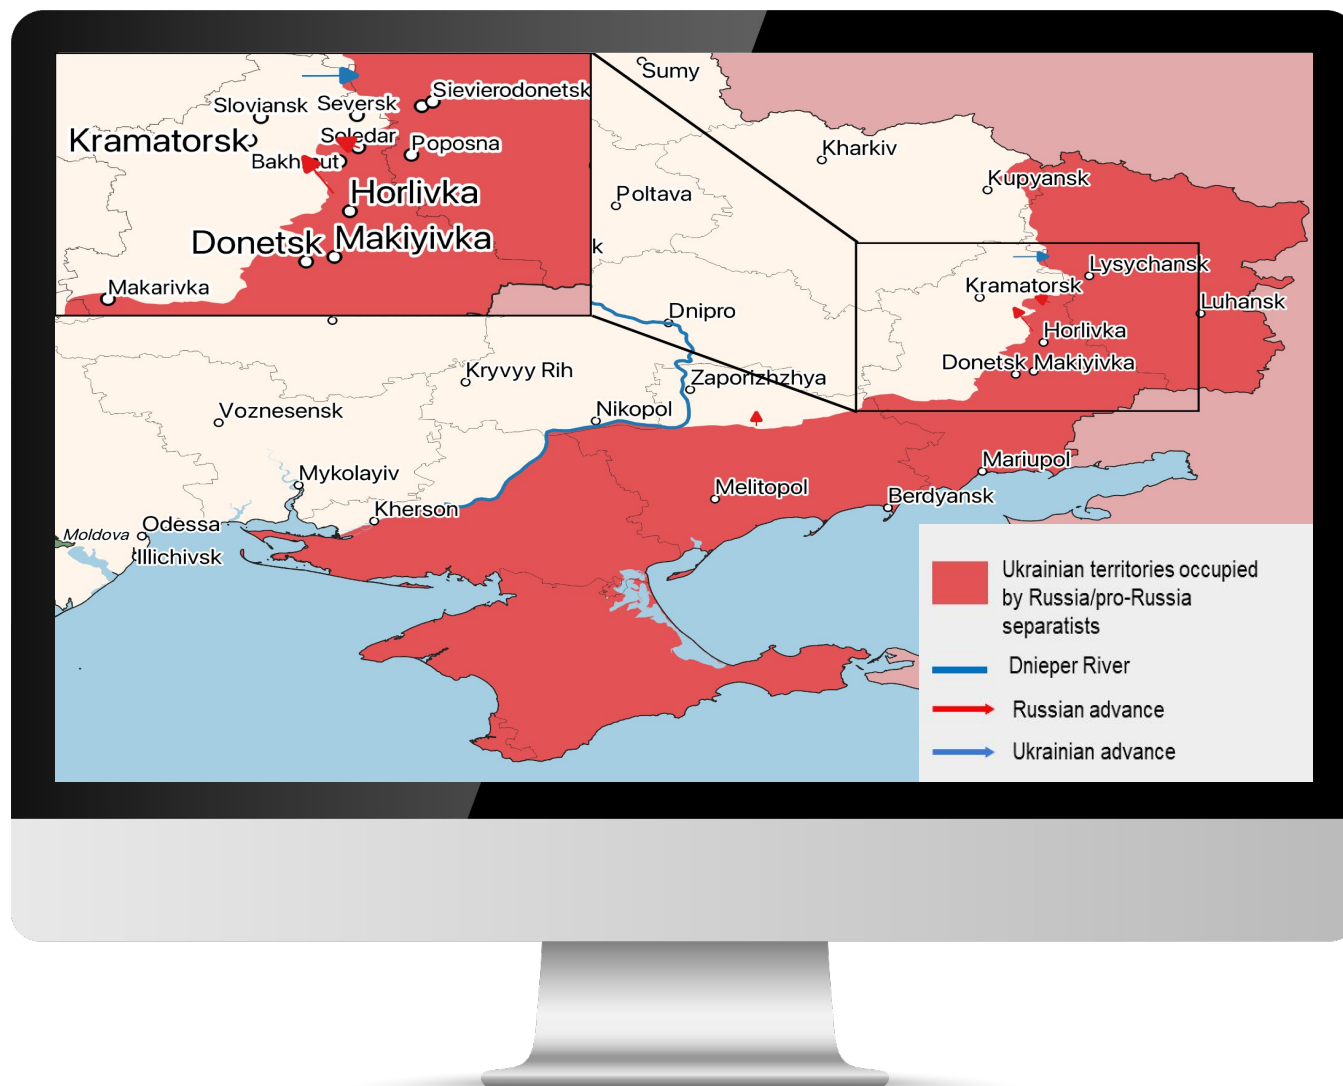 Sloviansk
Seversk
Sievierodonetsk
Kramatorsk
Soledar
Poposna
Bakhmut
Horlivka
Donetsk
Makiyivka
Makarivka
Sumy
Kharkiv
Kupyansk
Poltava
k
Lysychansk
Kramatorsk
Luhansk
Dnipro
Horlivka
Donetsk
Makiyivka
Kryvyy Rih
Zaporizhzhya
Voznesensk
Nikopol
Mykolayiv
Mariupol
Melitopol
Berdyansk
Kherson
Odessa
Moldova
Illichivsk
Ukrainian territories occupied
by Russia/pro-Russia
separatists
Dnieper River
Russian advance
Ukrainian advance